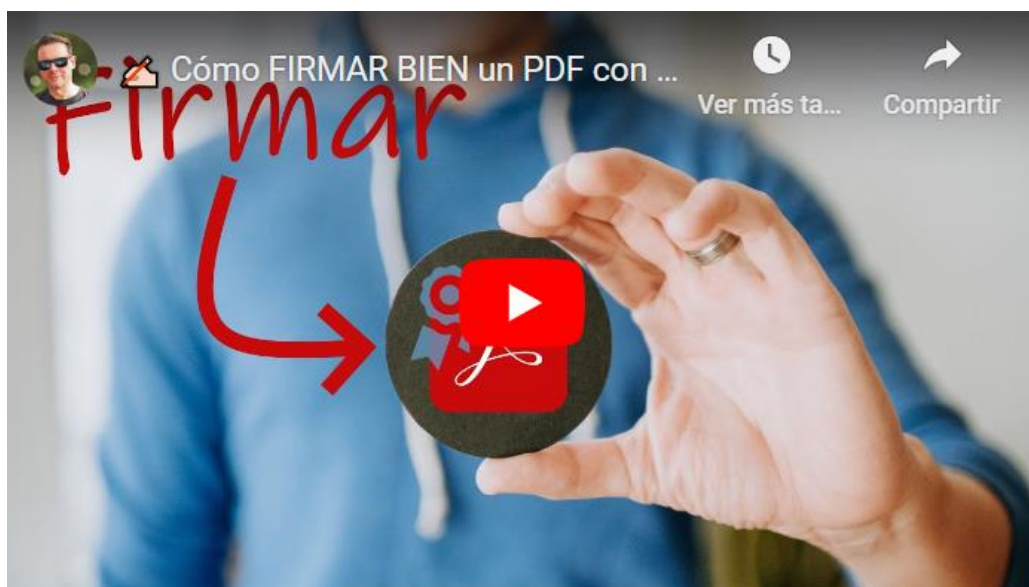 ✍🏻 Cómo FIRMAR BIEN un PDF con ...
Ver más ta...
Compartir
Firmar